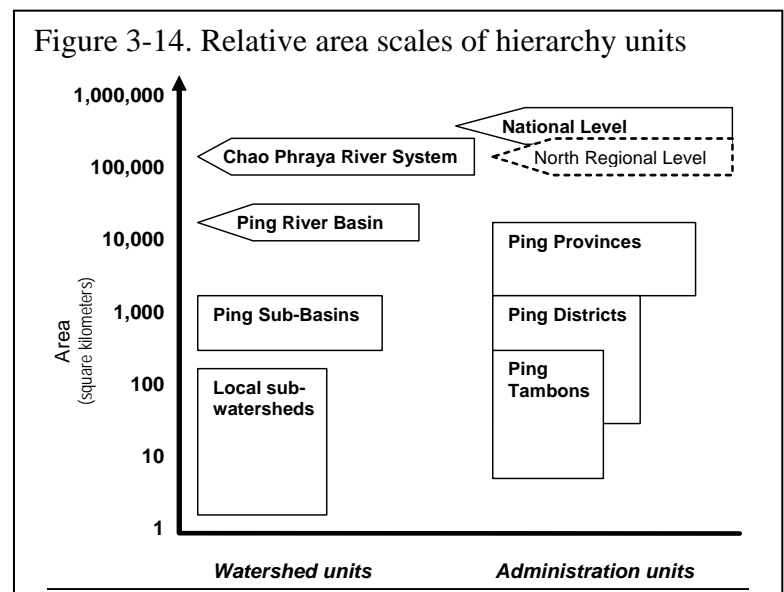 Figure 3-14. Relative area scales of hierarchy units
1,000,000
100,000
10,000
1,000
100
10
1
Area
(square kilometers)
National Level
Chao Phraya River System
North Regional Level
Ping River Basin
Ping Provinces
Ping Sub-Basins
Ping Districts
Local sub-
watersheds
Ping
Tambons
Watershed units
Administration units